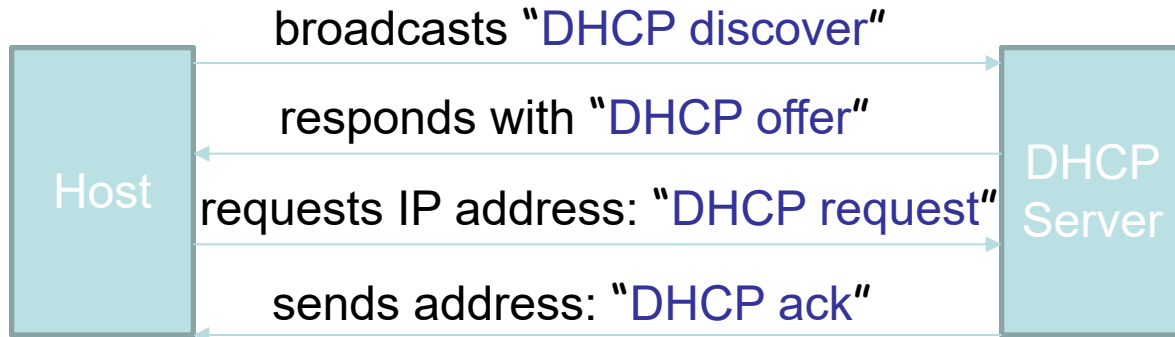 broadcasts "DHCP discover"
responds with "DHCP offer"
Host
requests IP address: "DHCP request"
DHCP
Server
sends address: "DHCP ack"